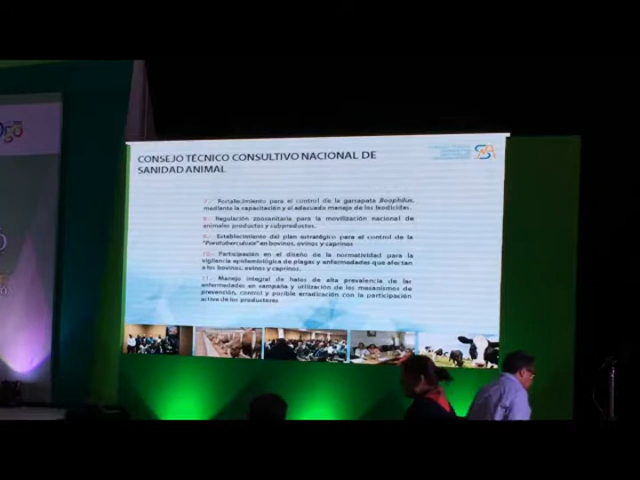 CONSEJO TÉCNICO CONSULTIVO NACIONAL DE
SANIDAD ANIMAL
7.- Fortalecimiento para el control de la garrapata Boophilus,
mediante la capacitación y el adecuado manejo de los ixodicidas.
8.- Regulación zoosanitaria para la movilización nacional de
animales productos y subproductos.
9.- Establecimiento del plan estratégico para el control de la
"Paratuberculosis" en bovinos, ovinos y caprinos
10.- Participación en el diseño de la normatividad para la
vigilancia epidemiológica de plagas y enfermedades que afectan
a los bovinos, ovinos y caprinos.
11.- Manejo integral de hatos de alta prevalencia de las
enfermedades en campaña y utilización de los mecanismos de
prevención, control y posible erradicación con la participación
activa de los productores